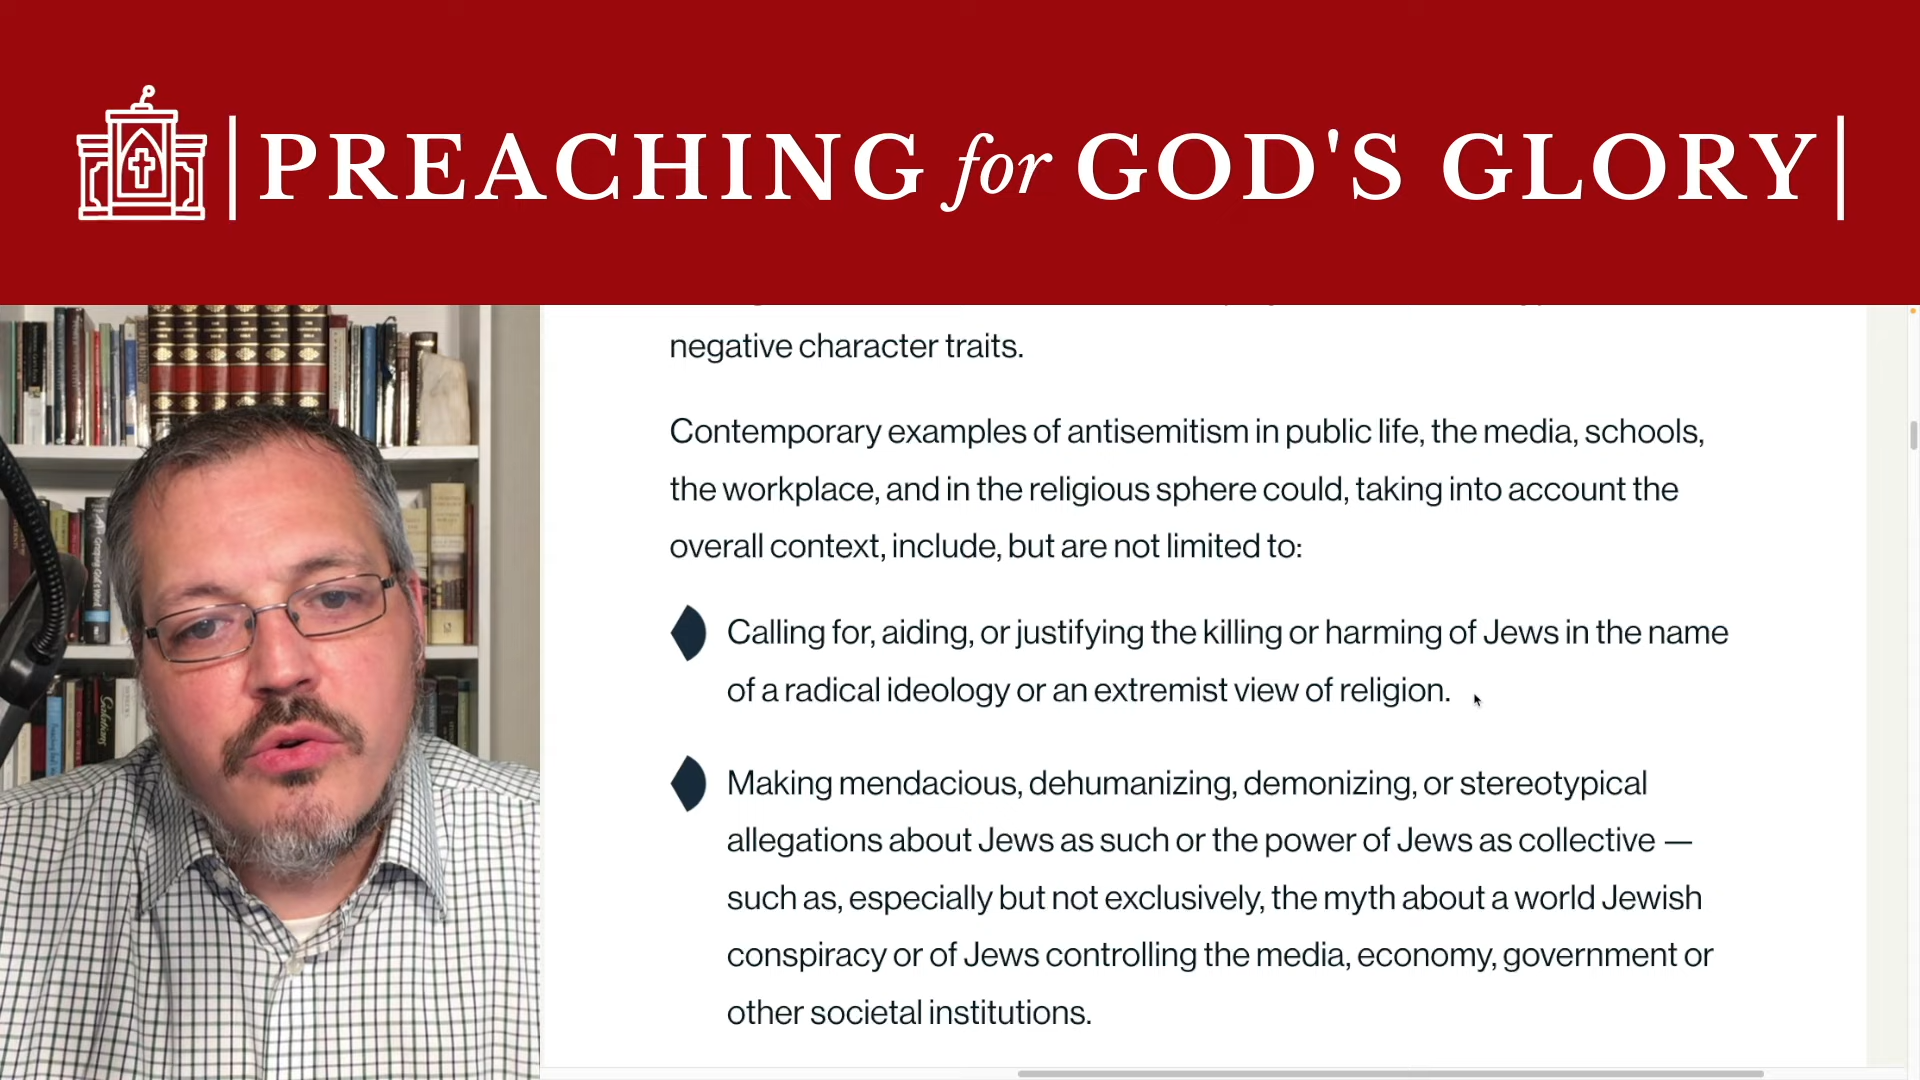 PREACHING for GOD'S GLORY
negative character traits.
Contemporary examples of antisemitism in public life, the media, schools,
the workplace, and in the religious sphere could, taking into account the
overall context, include, but are not limited to:
Calling for, aiding, or justifying the killing or harming of Jews in the name
of a radical ideology or an extremist view of religion.
Making mendacious, dehumanizing, demonizing, or stereotypical
allegations about Jews as such or the power of Jews as collective —
such as, especially but not exclusively, the myth about a world Jewish
conspiracy or of Jews controlling the media, economy, government or
other societal institutions.